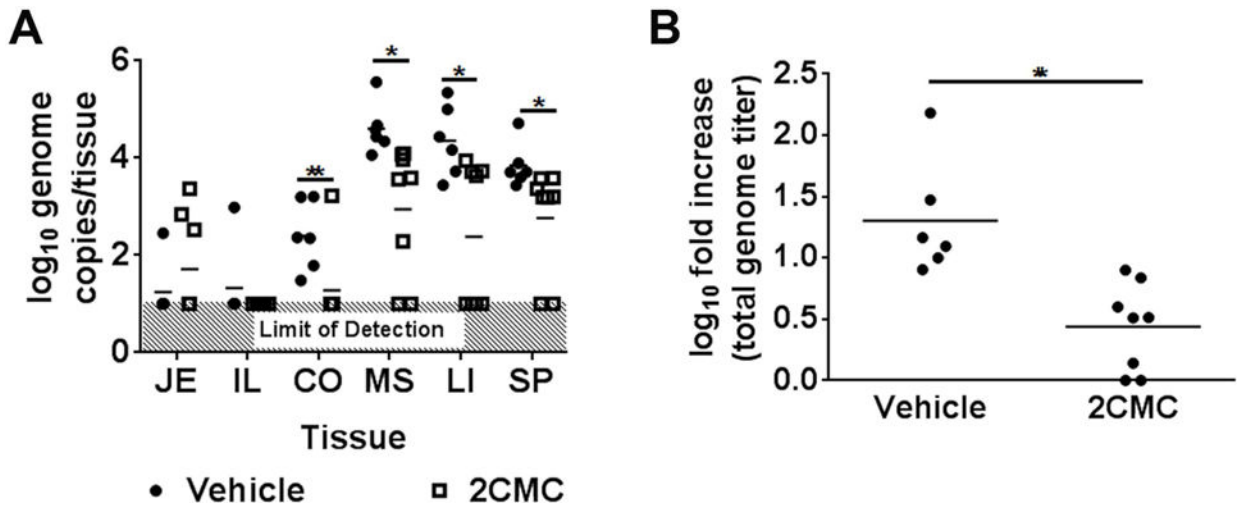 A
log10 genome
copies/tissue
6
4
2
0
**
*
*
*
Limit of Detection
JE IL CO MS LI SP
Tissue
Vehicle 2CMC
B
log10 fold increase
(total genome titer)
2.5
2.0
1.5
1.0
0.5
0.0
*
Vehicle 2CMC